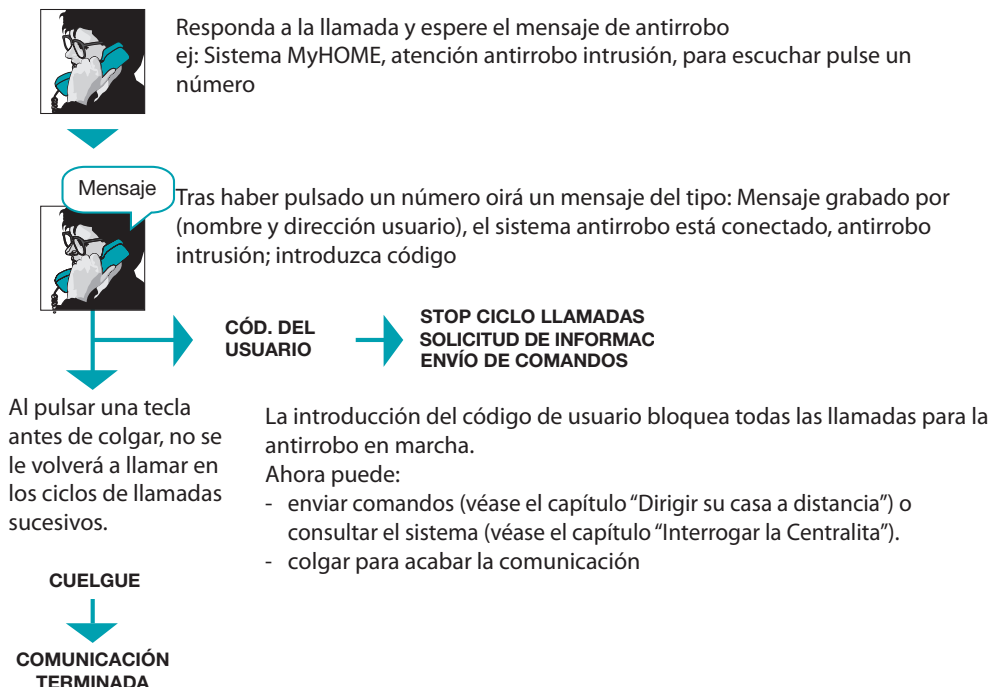 Responda a la llamada y espere el mensaje de antirrobo
ej: Sistema MyHOME, atención antirrobo intrusión, para escuchar pulse un
número
Mensaje
Tras haber pulsado un número oirá un mensaje del tipo: Mensaje grabado por
(nombre y dirección usuario), el sistema antirrobo está conectado, antirrobo
intrusión; introduzca código
CÓD. DEL
USUARIO
STOP CICLO LLAMADAS
SOLICITUD DE INFORMAC
ENVÍO DE COMANDOS
Al pulsar una tecla
antes de colgar, no se
le volverá a llamar en
los ciclos de llamadas
sucesivos.
La introducción del código de usuario bloquea todas las llamadas para la
antirrobo en marcha.
Ahora puede:
- enviar comandos (véase el capítulo “Dirigir su casa a distancia”) o
consultar el sistema (véase el capítulo “Interrogar la Centralita”).
- colgar para acabar la comunicación
CUELGUE
COMUNICACIÓN
TERMINADA